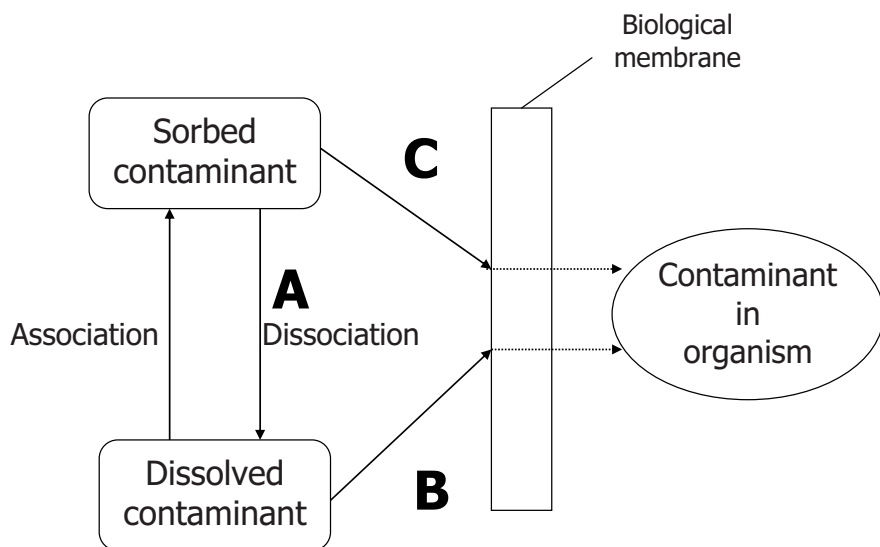 Biological
membrane
Sorbed
contaminant
C
A
Association
Dissociation
Contaminant
in
organism
Dissolved
contaminant
B